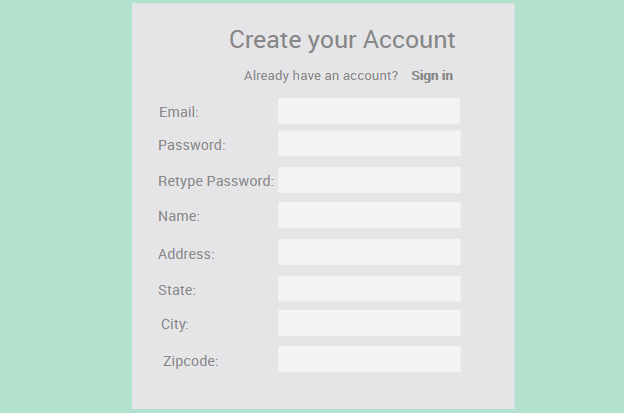 Create your Account
Already have an account? Sign in
Email:
Password:
Retype Password:
Name:
Address:
State:
City:
Zipcode: